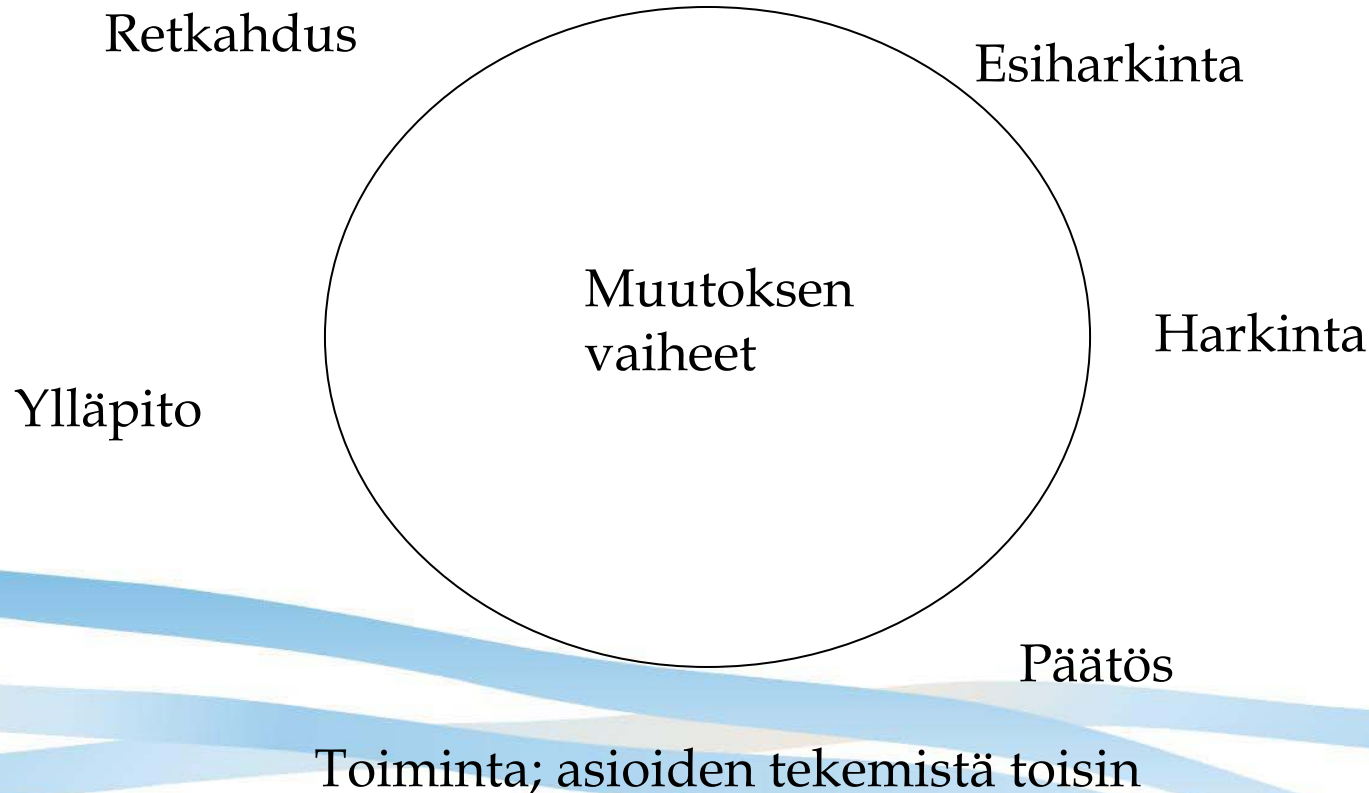 Retkahdus
Esiharkinta
Muutoksen
vaiheet
Harkinta
Ylläpito
Päätös
Toiminta; asioiden tekemistä toisin